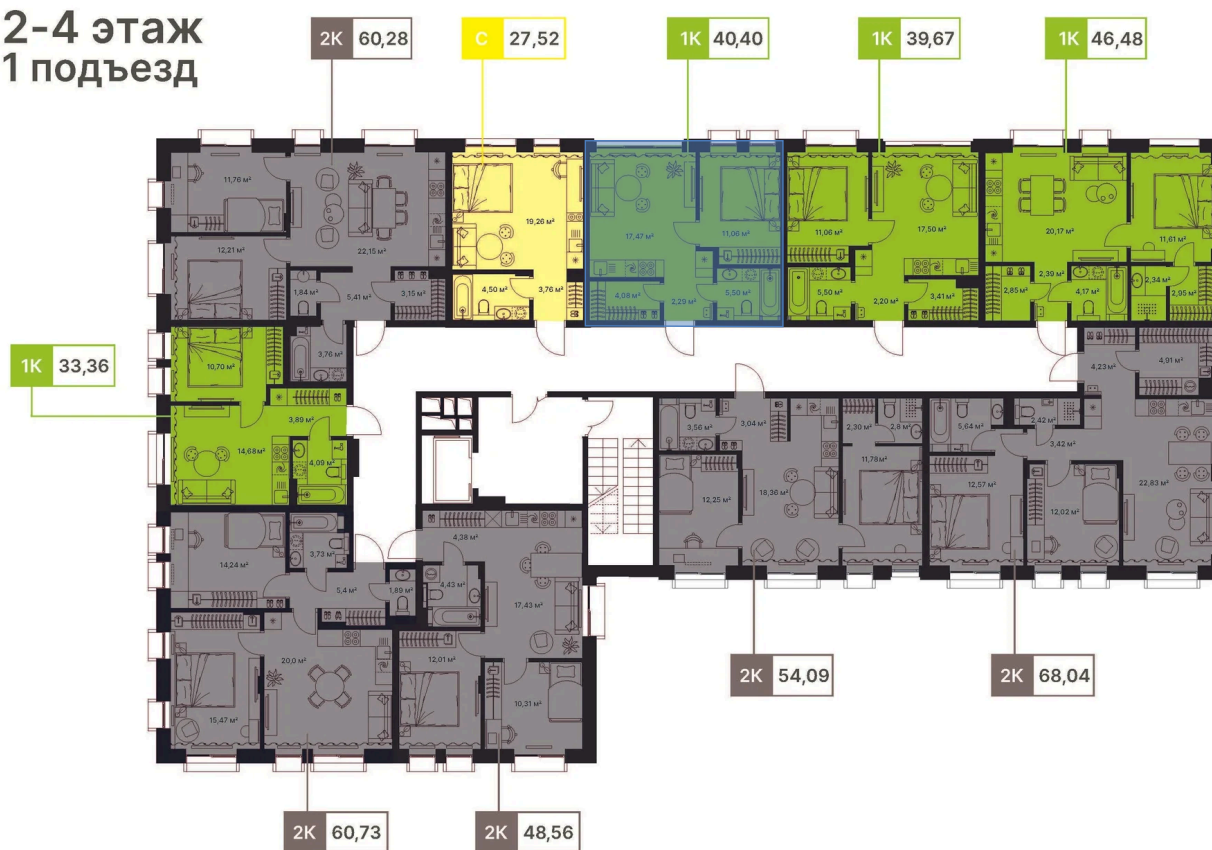 2-4 этаж
1 подъезд
2К 60,28
С 27,52
1К 40,40
1К 39,67
1К 46,48
11,76 м²
12,21 м²
22,15 м²
1,84 м²
5,41 м²
3,15 м²
19,26 м²
4,50 м²
3,76 м²
17,47 м²
11,06 м²
4,08 м²
2,29 м²
5,50 м²
11,06 м²
17,50 м²
5,50 м²
2,20 м²
3,41 м²
20,17 м²
11,61 м²
2,39 м²
2,85 м²
4,17 м²
2,34 м²
2,95 м²
1К 33,36
10,70 м²
3,76 м²
3,89 м²
14,68 м²
4,09 м²
4,23 м²
4,91 м²
3,56 м²
3,04 м²
2,30 м²
2,8 м²
5,64 м²
2,42 м²
3,42 м²
11,78 м²
12,25 м²
18,36 м²
12,57 м²
12,02 м²
22,83 м²
14,24 м²
3,73 м²
5,4 м²
1,89 м²
4,38 м²
4,43 м²
17,43 м²
20,0 м²
15,47 м²
12,01 м²
10,31 м²
2К 54,09
2К 68,04
2К 60,73
2К 48,56